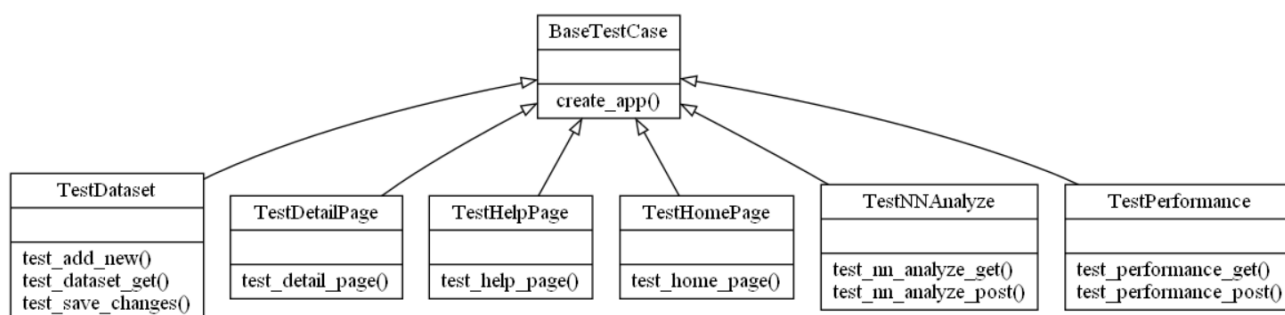 BaseTestCase
create_app()
TestDataset
test_add_new()
test_dataset_get()
test_save_changes()
TestDetailPage
test_detail_page()
TestHelpPage
test_help_page()
TestHomePage
test_home_page()
TestNNAnalyze
test_nn_analyze_get()
test_nn_analyze_post()
TestPerformance
test_performance_get()
test_performance_post()